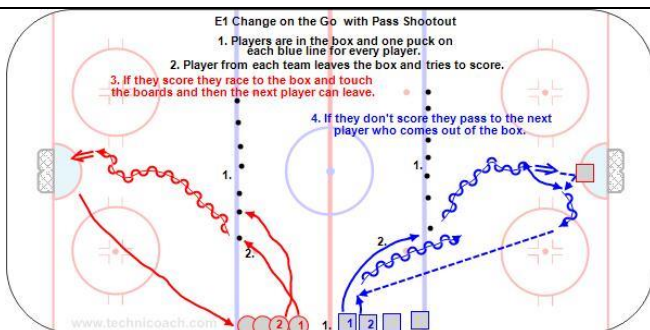 E1 Change on the Go with Pass Shootout
1. Players are in the box and one puck on
each blue line for every player.
2. Player from each team leaves the box and tries to score.
3. If they score they race to the box and touch
the boards and then the next player can leave.
4. If they don't score they pass to the next
player who comes out of the box.
1.
1.
2.
2.
www.technicoach.com
2 1
1.
1 2